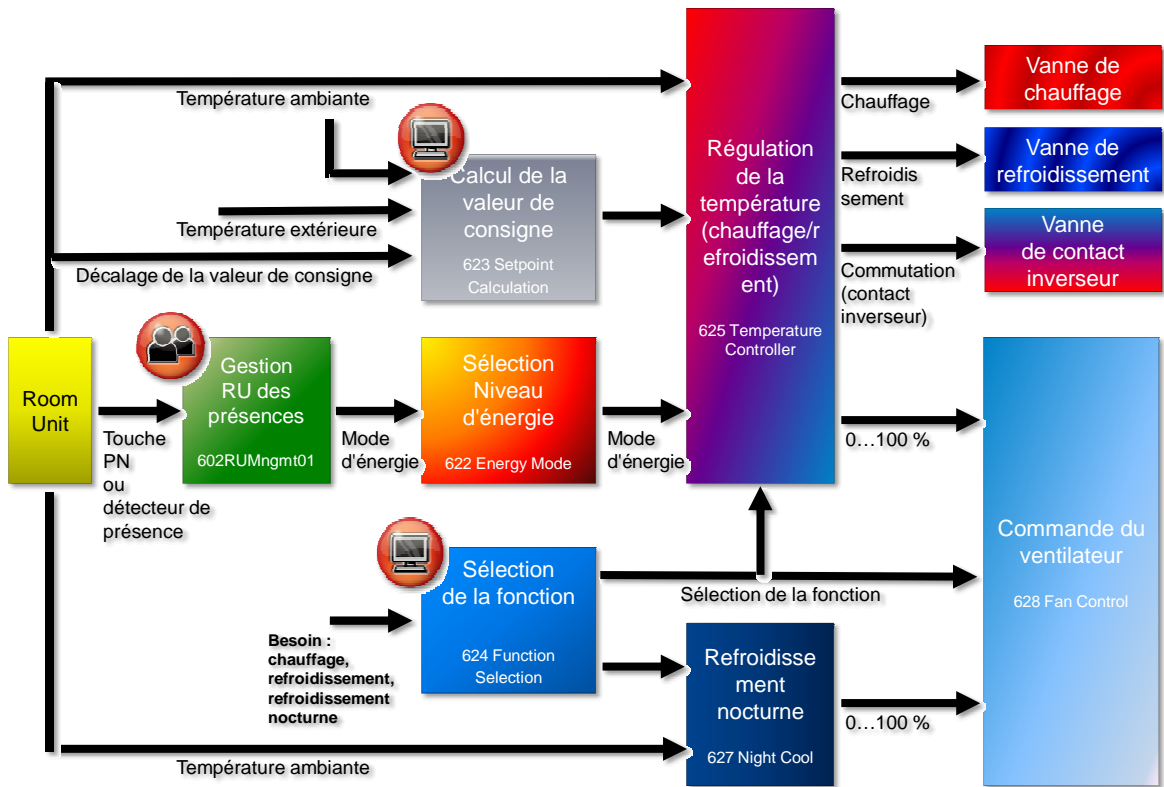 Température ambiante
Température extérieure
Décalage de la valeur de consigne
Calcul de la
valeur de
consigne
623 Setpoint
Calculation
Régulation
de la
température
(chauffage/r
efroidissem
ent)
625 Temperature
Controller
Chauffage
Refroidis
sement
Commutation
(contact
inverseur)
0…100 %
Vanne de
chauffage
Vanne de
refroidissement
Vanne
de contact
inverseur
Room
Unit
Touche
PN
ou
détecteur de
présence
Gestion
RU des
présences
602RUMngmt01
Mode
d'énergie
Sélection
Niveau
d'énergie
622 Energy Mode
Mode
d'énergie
Besoin :
chauffage,
refroidissement,
refroidissement
nocturne
Sélection
de la fonction
624 Function
Selection
Sélection de la fonction
Refroidisse
ment
nocturne
627 Night Cool
0…100 %
Commande du
ventilateur
628 Fan Control
Température ambiante